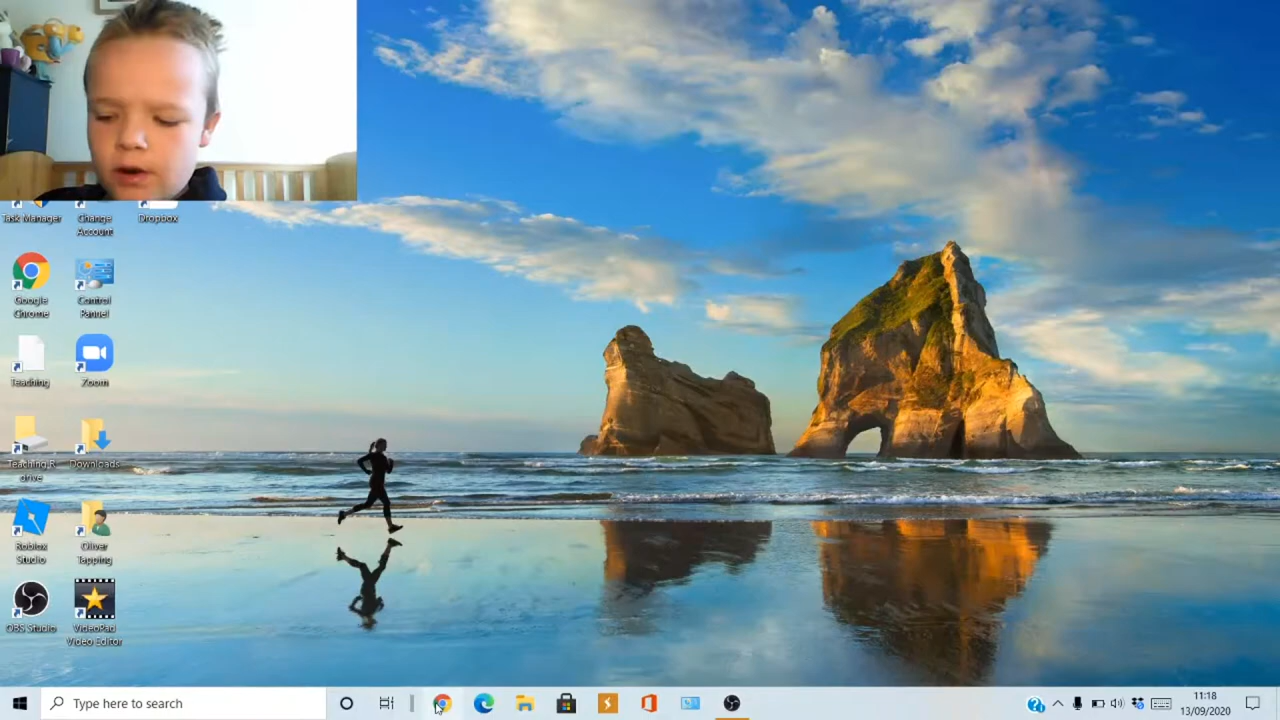 Task Manager
Change
Account
Dropbox
Google
Chrome
Control
Pannel
Teaching
Zoom
Teaching R
drive
Downloads
Roblox
Studio
Oliver
Tapping
OBS Studio
VideoPad
Video Editor
Type here to search
11:18
13/09/2020